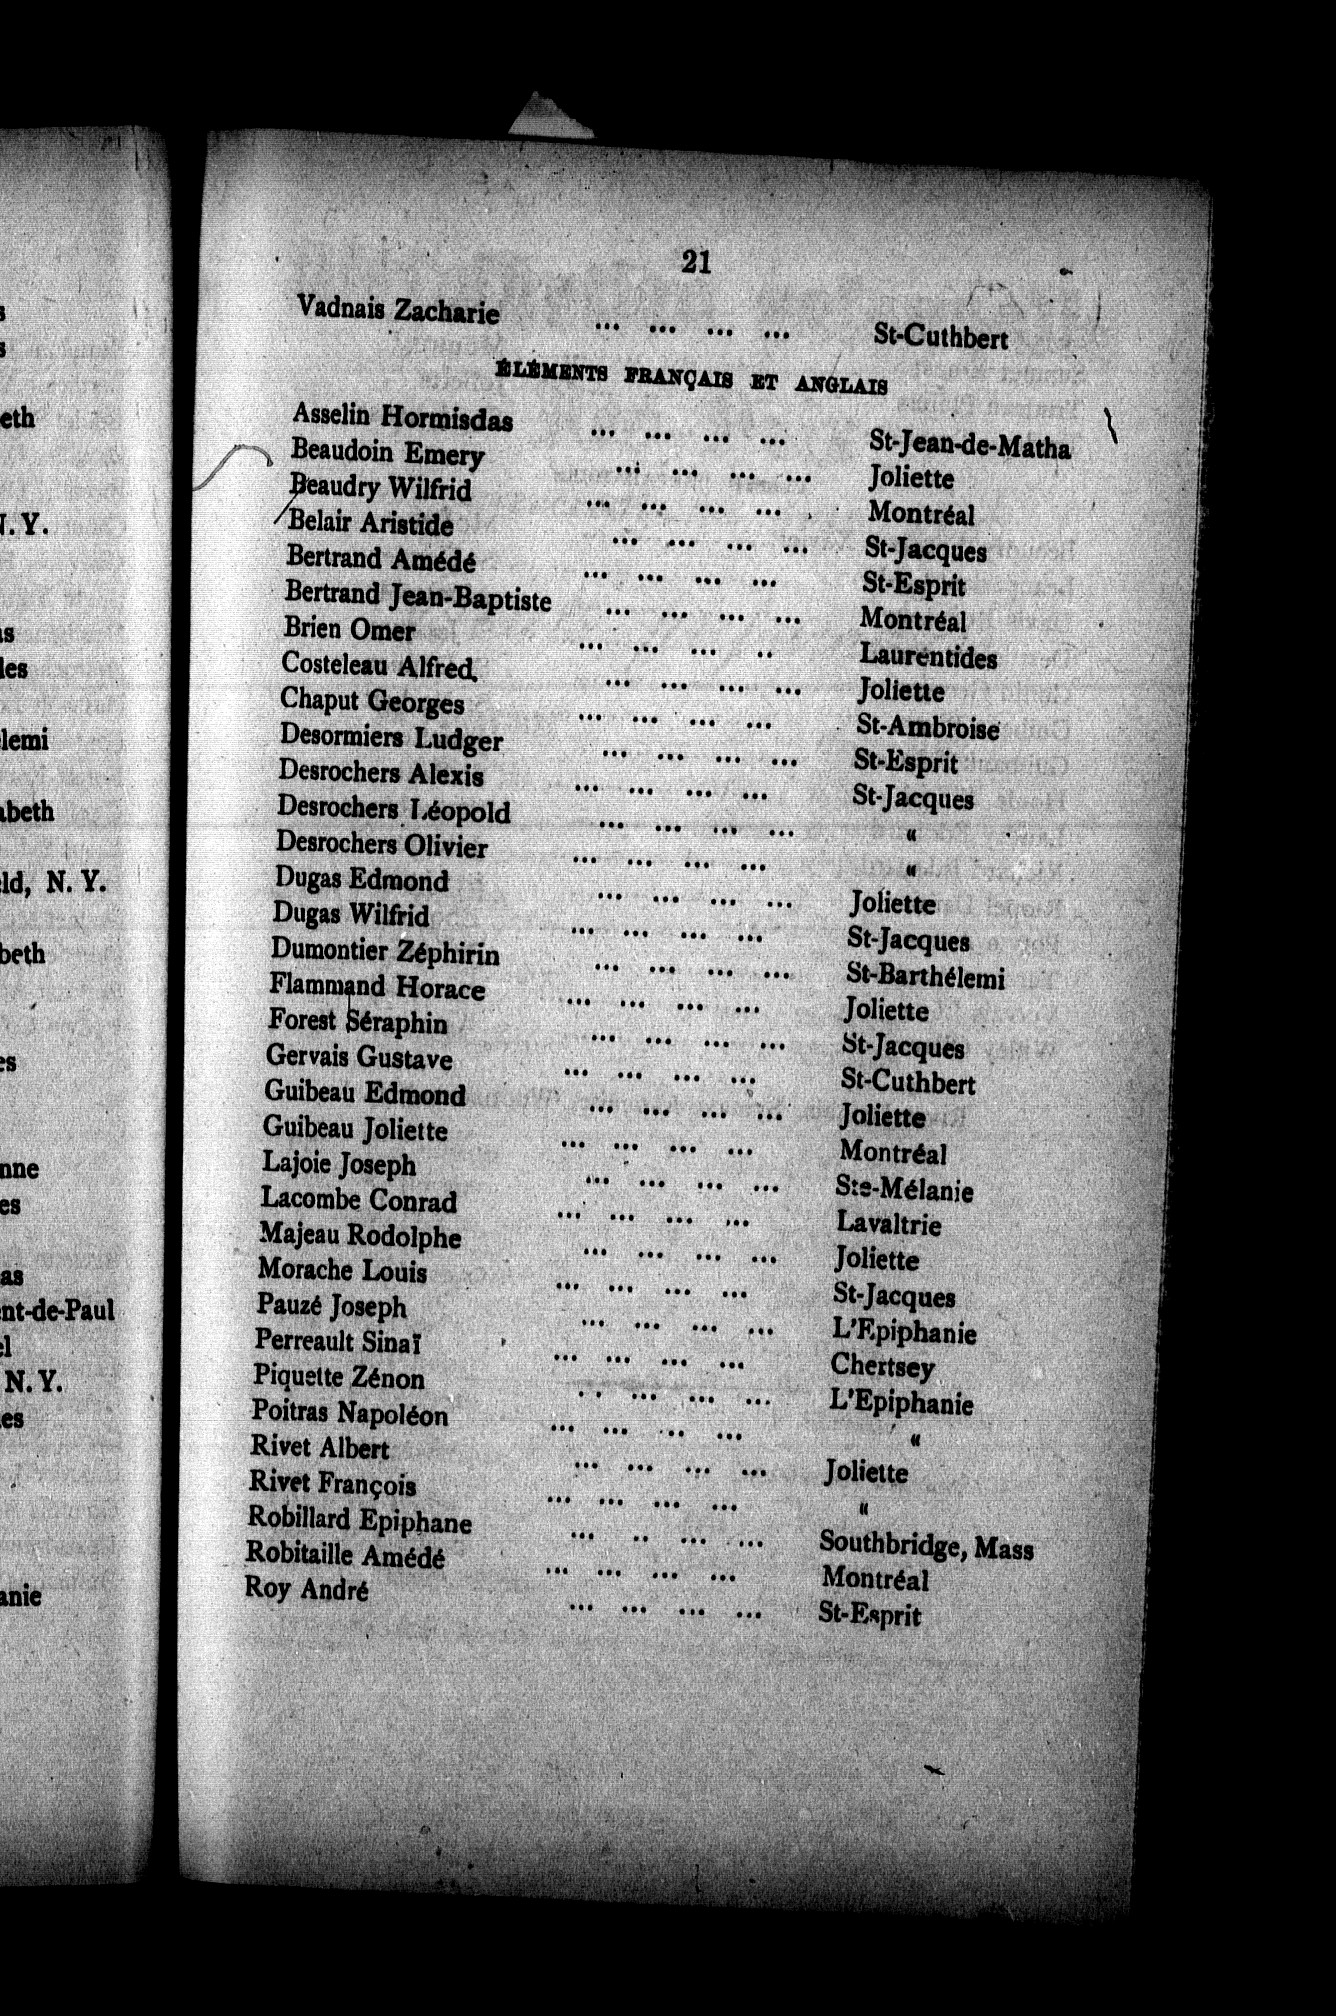 21
Vadnais Zacharie ... ... ... ... St-Cuthbert
ÉLÉMENTS FRANÇAIS ET ANGLAIS
Asselin Hormisdas ... ... ... ... St-Jean-de-Matha
Beaudoin Emery ... ... ... ... Joliette
Beaudry Wilfrid ... ... ... ... Montréal
Belair Aristide ... ... ... ... St-Jacques
Bertrand Amédé ... ... ... ... St-Esprit
Bertrand Jean-Baptiste ... ... ... ... Montréal
Brien Omer ... ... ... .. Laurentides
Costeleau Alfred ... ... ... ... Joliette
Chaput Georges ... ... ... ... St-Ambroise
Desormiers Ludger ... ... ... ... St-Esprit
Desrochers Alexis ... ... ... ... St-Jacques
Desrochers Léopold ... ... ... ... "
Desrochers Olivier ... ... ... ... "
Dugas Edmond ... ... ... ... Joliette
Dugas Wilfrid ... ... ... ... St-Jacques
Dumontier Zéphirin ... ... ... ... St-Barthélemi
Flammand Horace ... ... ... ... Joliette
Forest Séraphin ... ... ... ... St-Jacques
Gervais Gustave ... ... ... ... St-Cuthbert
Guibeau Edmond ... ... ... ... Joliette
Guibeau Joliette ... ... ... ... Montréal
Lajoie Joseph ... ... ... ... Ste-Mélanie
Lacombe Conrad ... ... ... ... Lavaltrie
Majeau Rodolphe ... ... ... ... Joliette
Morache Louis ... ... ... ... St-Jacques
Pauzé Joseph ... ... ... ... L'Epiphanie
Perreault Sinaï ... ... ... ... Chertsey
Piquette Zénon .. ... ... ... L'Epiphanie
Poitras Napoléon ... ... ... ... "
Rivet Albert ... ... ... ... Joliette
Rivet François ... ... ... ... "
Robillard Epiphane ... .. ... ... Southbridge, Mass
Robitaille Amédé ... ... ... ... Montréal
Roy André ... ... ... ... St-Esprit